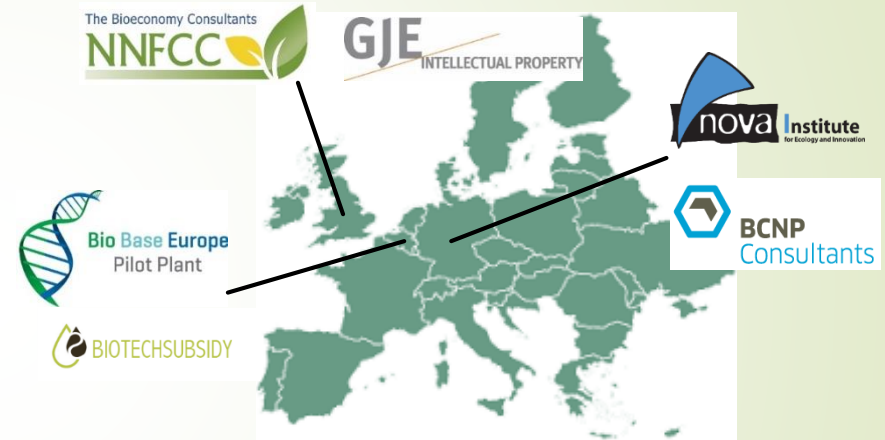 The Bioeconomy Consultants
NNFCC
GJE
INTELLECTUAL PROPERTY
nova Institute
for Ecology and Innovation
BCNP
Consultants
Bio Base Europe
Pilot Plant
BIOTECHSUBSIDY